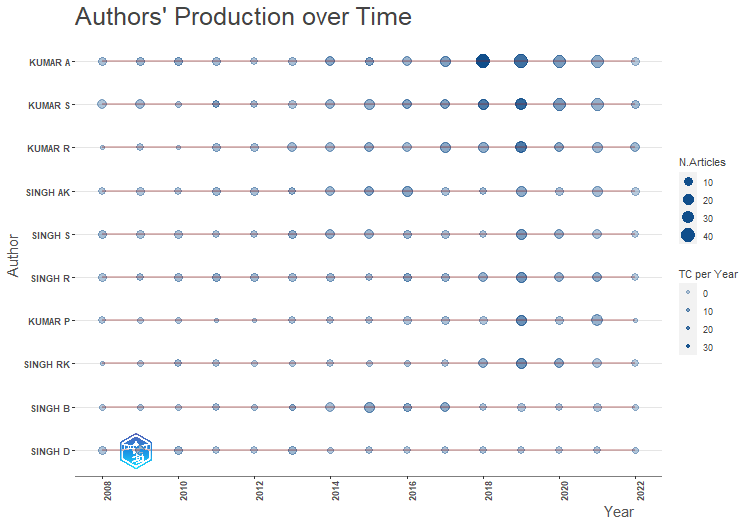 Authors' Production over Time
KUMAR A
KUMAR S
KUMAR R
SINGH AK
SINGH S
SINGH R
KUMAR P
SINGH RK
SINGH B
SINGH D
Author
2008
2010
2012
2014
2016
2018
2020
2022
Year
N.Articles
10
20
30
40
TC per Year
0
10
20
30